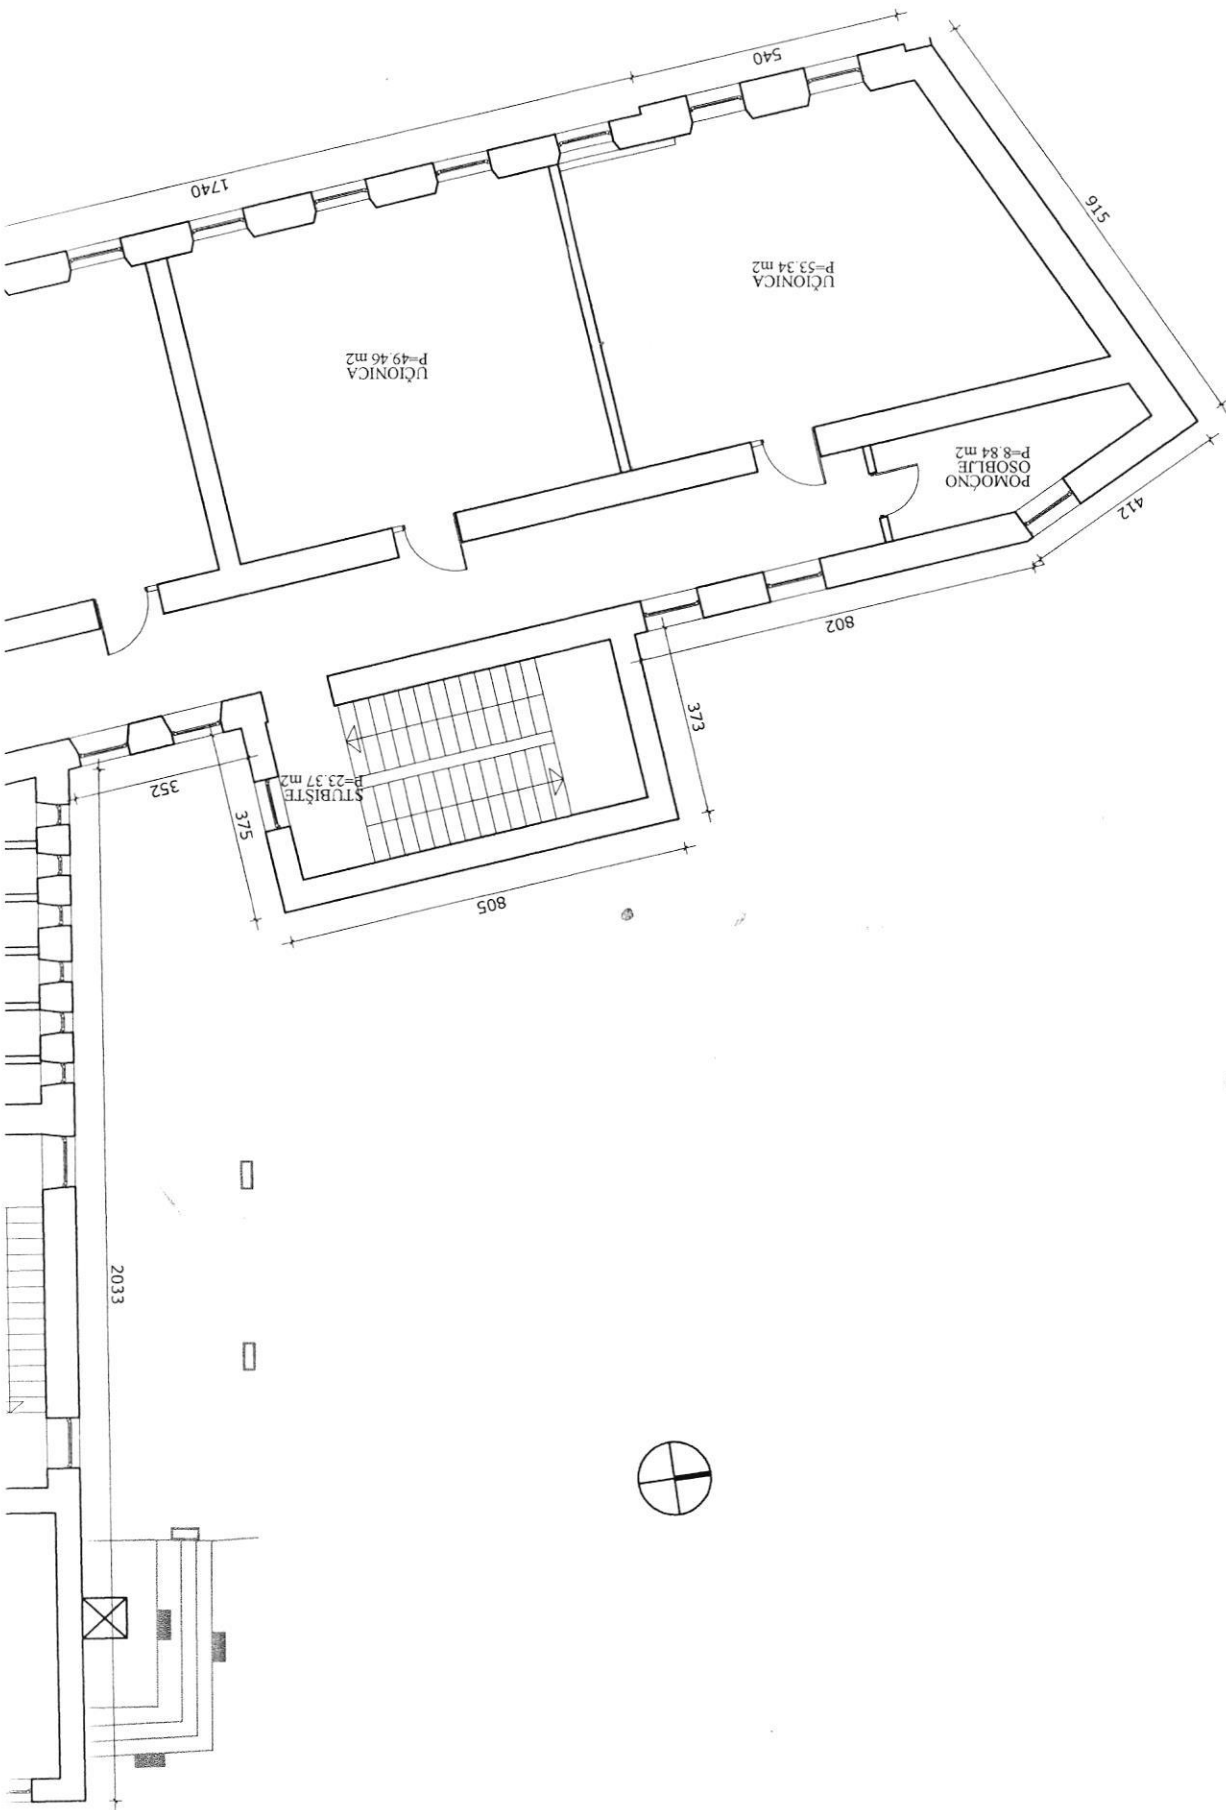 540
1740
915
UČIONICA
P=53.34 m2
UČIONICA
P=49.46 m2
POMOĆNO
OSOBLJE
P=8.84 m2
412
802
373
352
375
STUBIŠTE
P=23.37 m2
805
2033